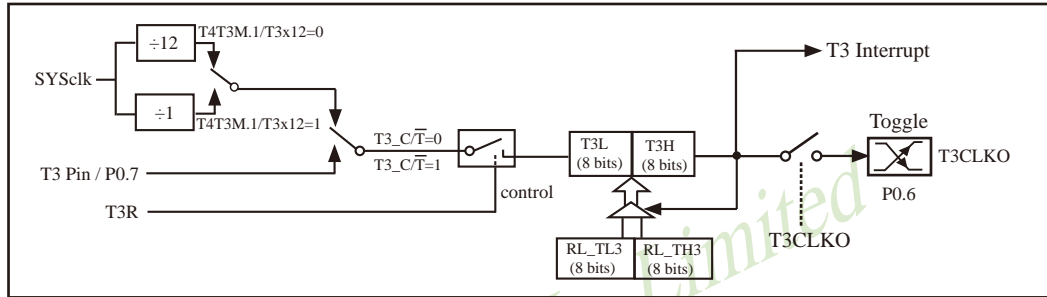 ÷12
T4T3M.1/T3x12=0
SYSclk
÷1
T4T3M.1/T3x12=1
T3_C/T̅=0
T3_C/T̅=1
T3 Pin / P0.7
T3R
control
T3L
(8 bits)
T3H
(8 bits)
T3 Interrupt
Toggle
T3CLKO
P0.6
T3CLKO
RL_TL3
(8 bits)
RL_TH3
(8 bits)
Limited